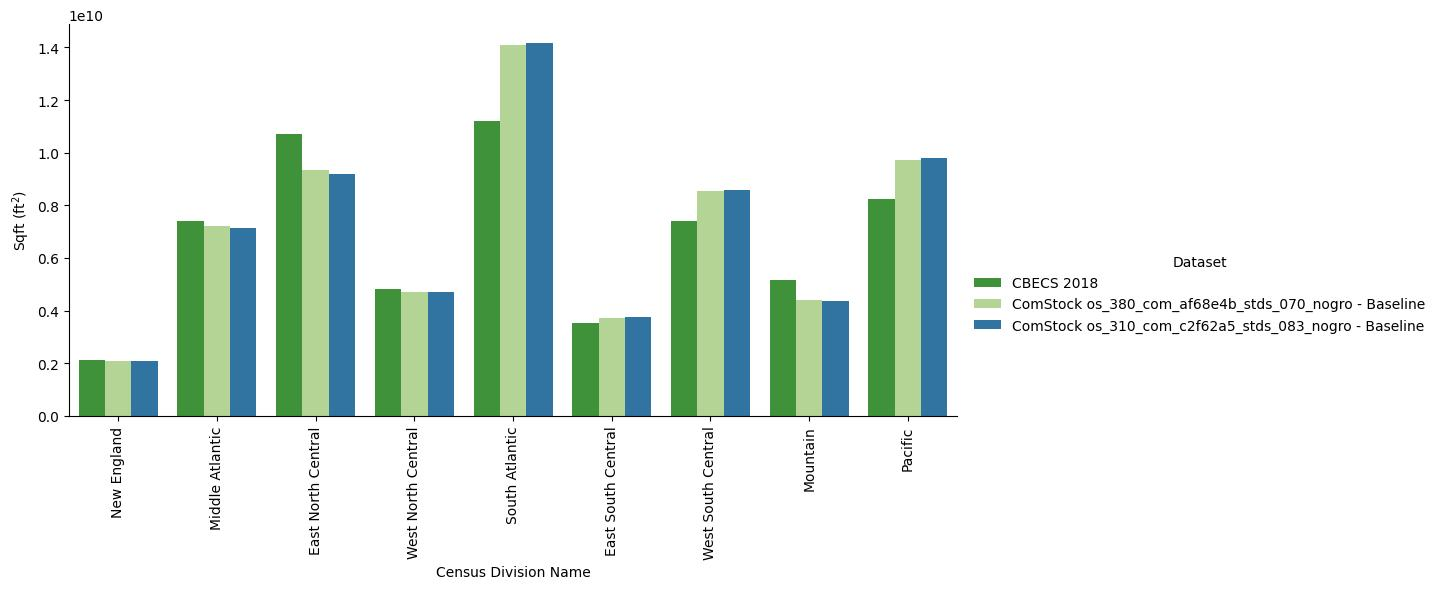 1e10
1.4
1.2
1.0
0.8
0.6
0.4
0.2
0.0
Sqft (ft²)
New England
Middle Atlantic
East North Central
West North Central
South Atlantic
East South Central
West South Central
Mountain
Pacific
Census Division Name
Dataset
CBECS 2018
ComStock os_380_com_af68e4b_stds_070_nogro - Baseline
ComStock os_310_com_c2f62a5_stds_083_nogro - Baseline